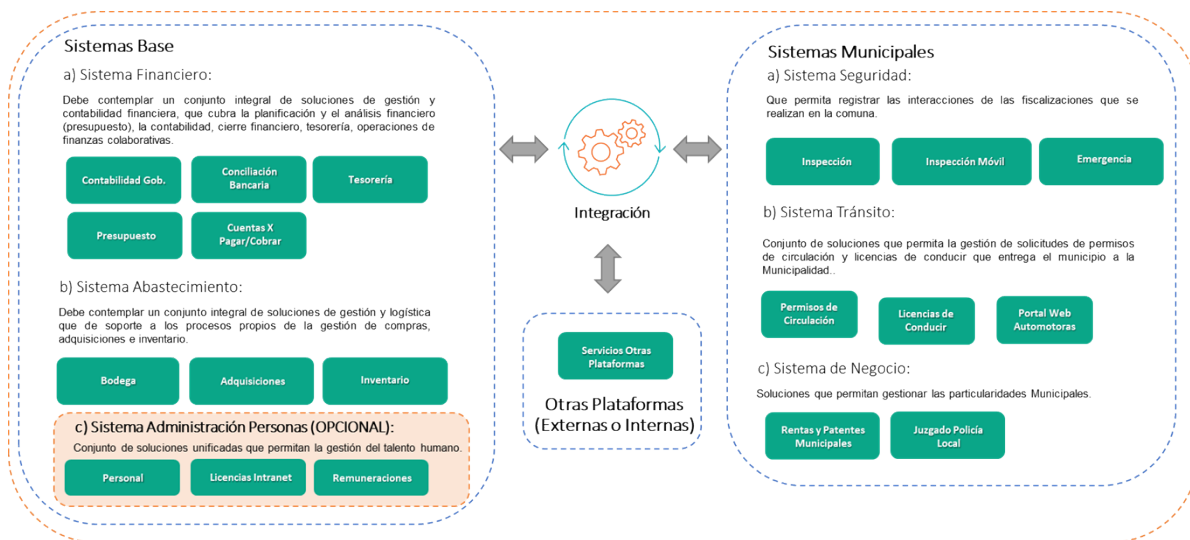 Sistemas Base
a) Sistema Financiero:
Debe contemplar un conjunto integral de soluciones de gestión y
contabilidad financiera, que cubra la planificación y el análisis financiero
(presupuesto), la contabilidad, cierre financiero, tesorería, operaciones de
finanzas colaborativas.
Contabilidad Gob.
Conciliación
Bancaria
Tesorería
Presupuesto
Cuentas X
Pagar/Cobrar
b) Sistema Abastecimiento:
Debe contemplar un conjunto integral de soluciones de gestión y logística
que de soporte a los procesos propios de la gestión de compras,
adquisiciones e inventario.
Bodega
Adquisiciones
Inventario
c) Sistema Administración Personas (OPCIONAL):
Conjunto de soluciones unificadas que permitan la gestión del talento humano.
Personal
Licencias Intranet
Remuneraciones
Integración
Servicios Otras
Plataformas
Otras Plataformas
(Externas o Internas)
Sistemas Municipales
a) Sistema Seguridad:
Que permita registrar las interacciones de las fiscalizaciones que se
realizan en la comuna.
Inspección
Inspección Móvil
Emergencia
b) Sistema Tránsito:
Conjunto de soluciones que permita la gestión de solicitudes de permisos
de circulación y licencias de conducir que entrega el municipio a la
Municipalidad..
Permisos de
Circulación
Licencias de
Conducir
Portal Web
Automotoras
c) Sistema de Negocio:
Soluciones que permitan gestionar las particularidades Municipales.
Rentas y Patentes
Municipales
Juzgado Policía
Local